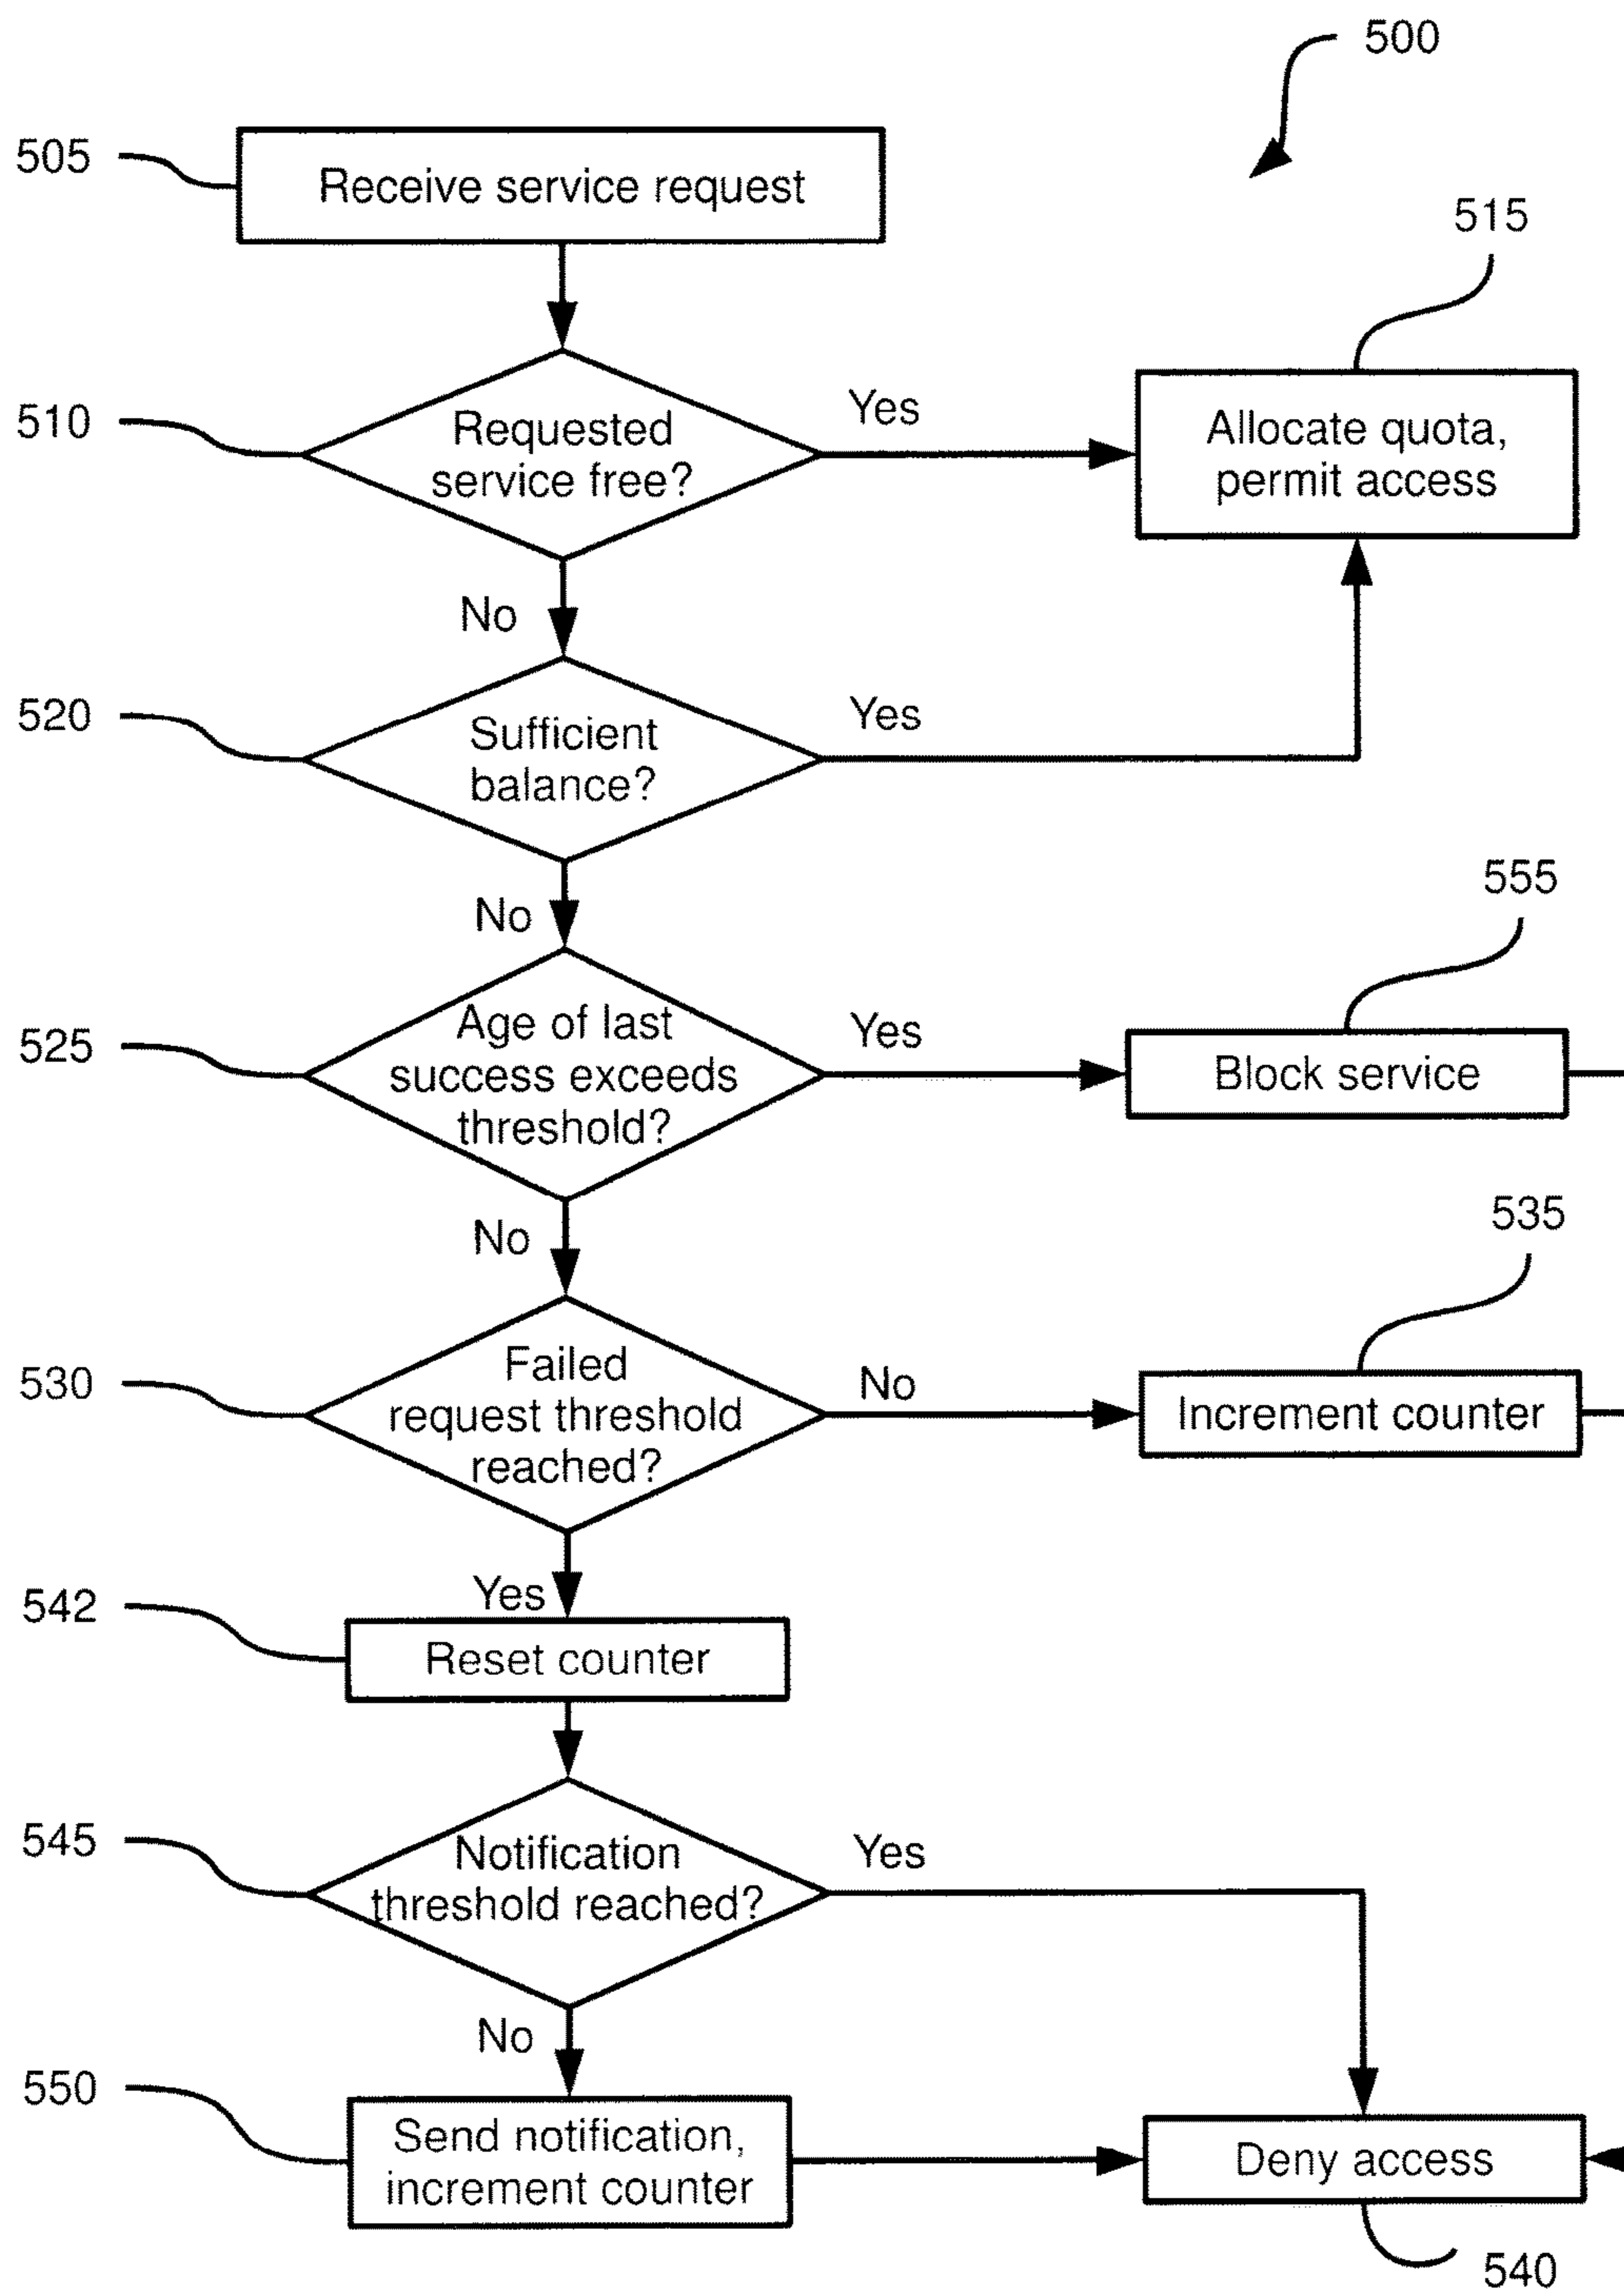 500
505
Receive service request
515
510
Requested
service free?
Yes
Allocate quota,
permit access
No
520
Sufficient
balance?
Yes
555
No
525
Age of last
success exceeds
threshold?
Yes
Block service
535
No
530
Failed
request threshold
reached?
No
Increment counter
Yes
542
Reset counter
545
Notification
threshold reached?
Yes
No
550
Send notification,
increment counter
Deny access
540